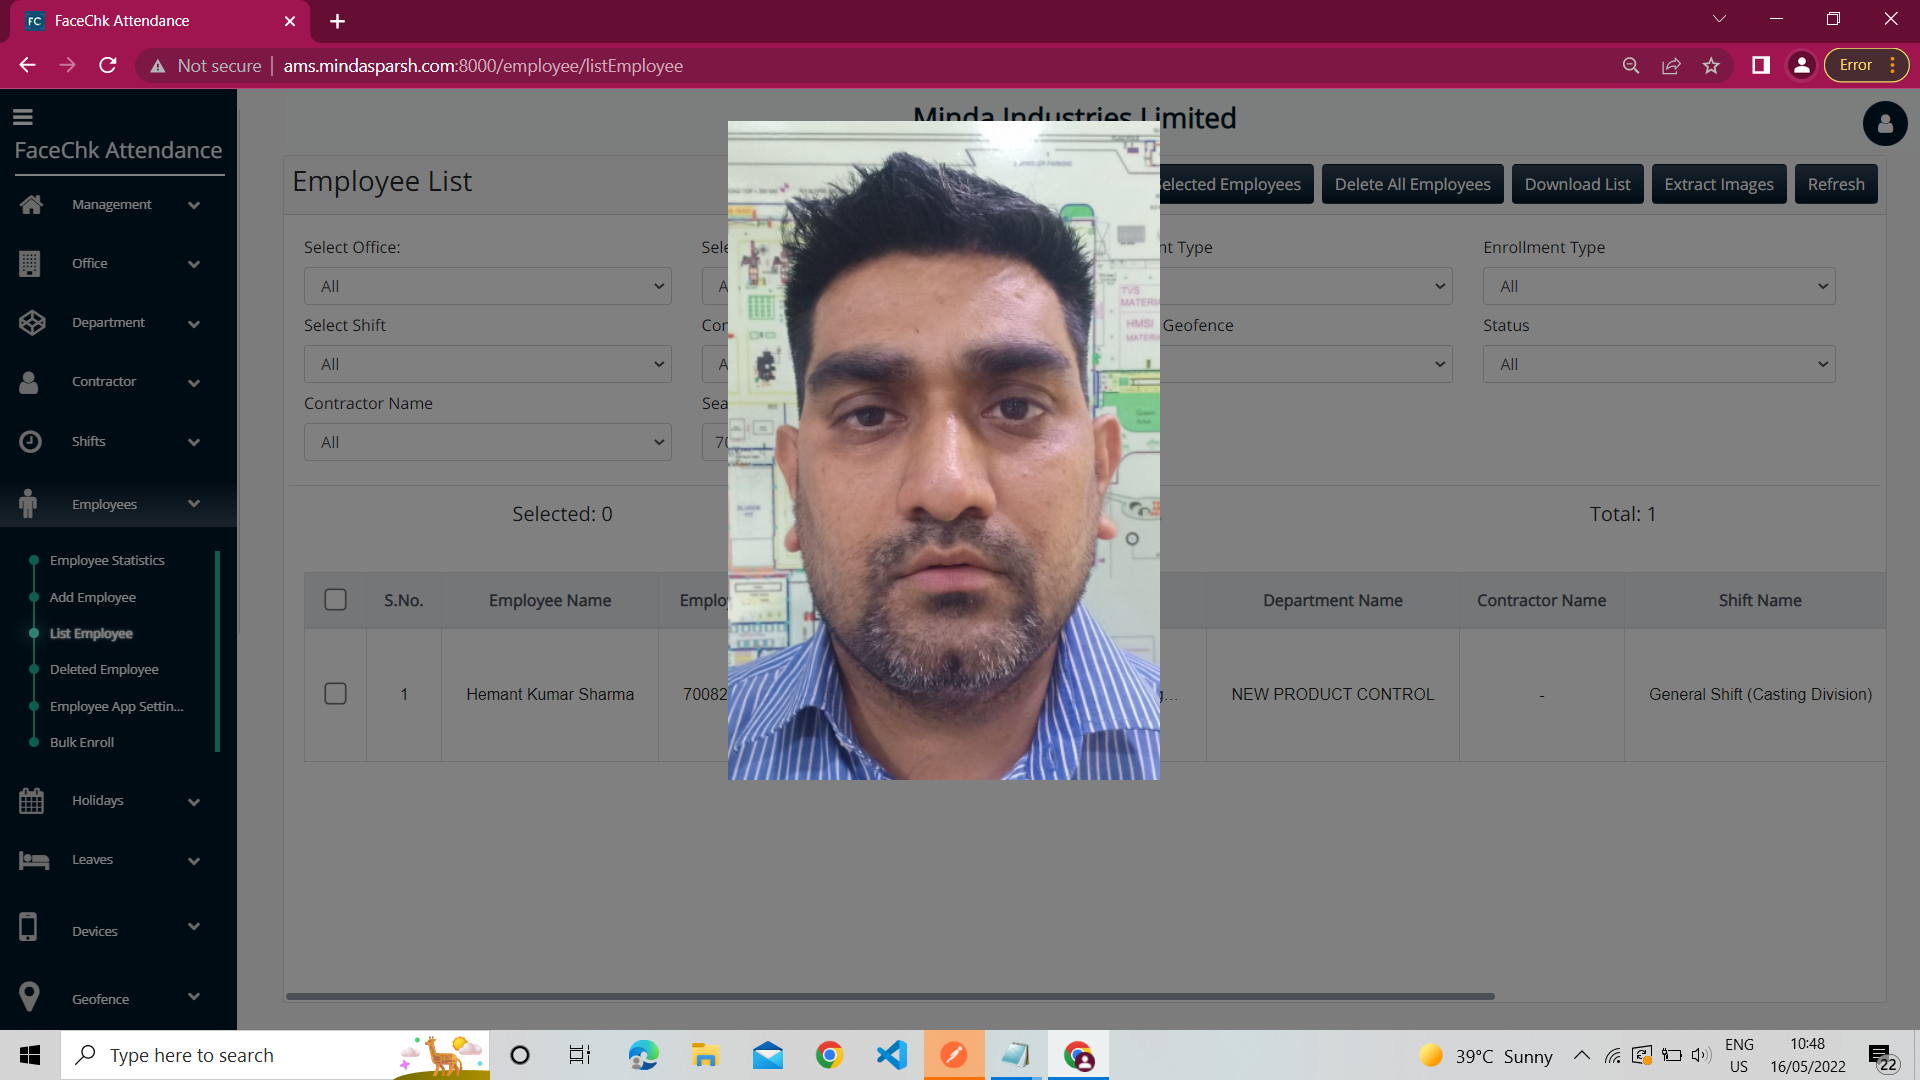 FaceChk Attendance
Not secure
ams.mindasparsh.com:8000/employee/listEmployee
Error
Minda Industries Limited
FaceChk Attendance
Employee List
elected Employees
Delete All Employees
Download List
Extract Images
Refresh
Management
Office
Department
Contractor
Shifts
Employees
Employee Statistics
Add Employee
List Employee
Deleted Employee
Employee App Settin...
Bulk Enroll
Holidays
Leaves
Devices
Geofence
Select Office:
Sele
nt Type
Enrollment Type
All
A
All
Select Shift
Con
Geofence
Status
All
A
All
Contractor Name
Sea
All
70
TVS
MATERIA
HMSI
MATERIA
Selected: 0
Total: 1
S.No.
Employee Name
Emplo
Department Name
Contractor Name
Shift Name
1
Hemant Kumar Sharma
70082
g...
NEW PRODUCT CONTROL
-
General Shift (Casting Division)
Type here to search
39°C Sunny
ENG
US
10:48
16/05/2022
22